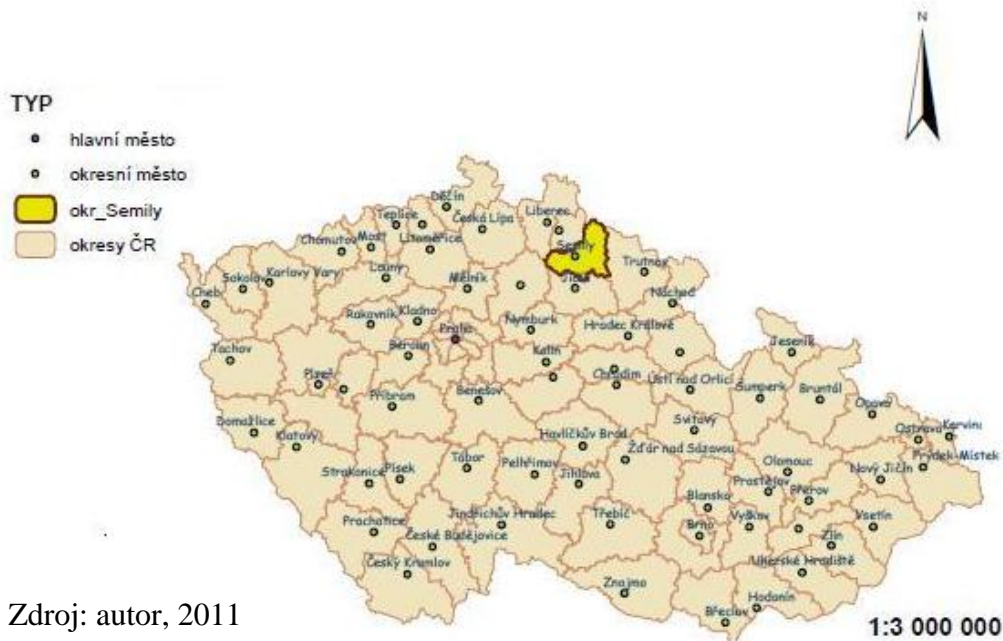 N
TYP
hlavní město
okresní město
okr_Semily
okresy ČR
Děčín
Liberec
Teplice
Česká Lípa
Chomutov
Most
Litoměřice
Semily
Trutnov
Karlovy Vary
Sokolov
Louny
Mělník
Jičín
Cheb
Náchod
Rakovník
Kladno
Nymburk
Hradec Králové
Praha
Jeseník
Tachov
Beroun
Kolín
Plzeň
Chrudim
Ústí nad Orlicí
Šumperk
Bruntál
Příbram
Benešov
Opava
Domažlice
Svitavy
Ostrava
Karviná
Klatovy
Havlíčkův Brod
Žďár nad Sázavou
Frýdek-Místek
Strakonice
Písek
Tábor
Pelhřimov
Jihlava
Olomouc
Nový Jičín
Prostějov
Přerov
Blansko
Prachatice
Jindřichův Hradec
Třebíč
Brno
Vyškov
Vsetín
České Budějovice
Zlín
Český Krumlov
Uherské Hradiště
Znojmo
Hodonín
Břeclav
Zdroj: autor, 2011
1:3 000 000